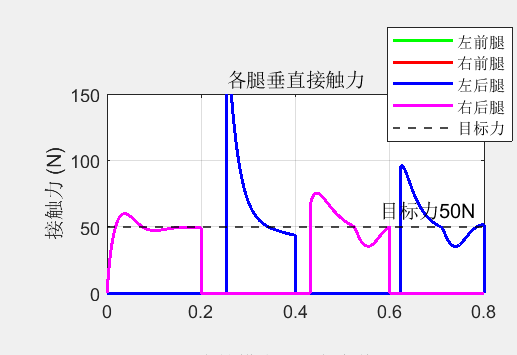 左前腿
右前腿
左后腿
右后腿
目标力
各腿垂直接触力
接触力 (N)
150
100
50
0
目标力50N
0
0.2
0.4
0.6
0.8